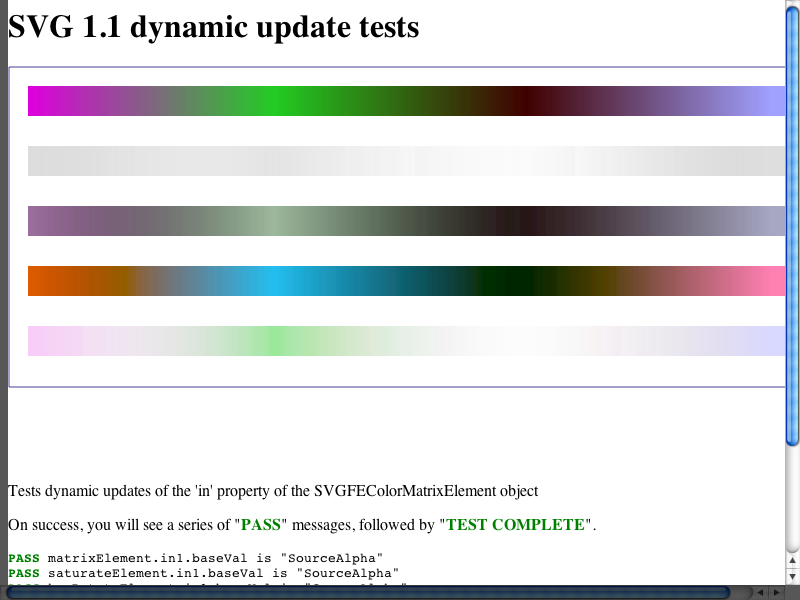 SVG 1.1 dynamic update tests
Tests dynamic updates of the 'in' property of the SVGFEColorMatrixElement object
On success, you will see a series of "PASS" messages, followed by "TEST COMPLETE".
PASS matrixElement.in1.baseVal is "SourceAlpha"
PASS saturateElement.in1.baseVal is "SourceAlpha"